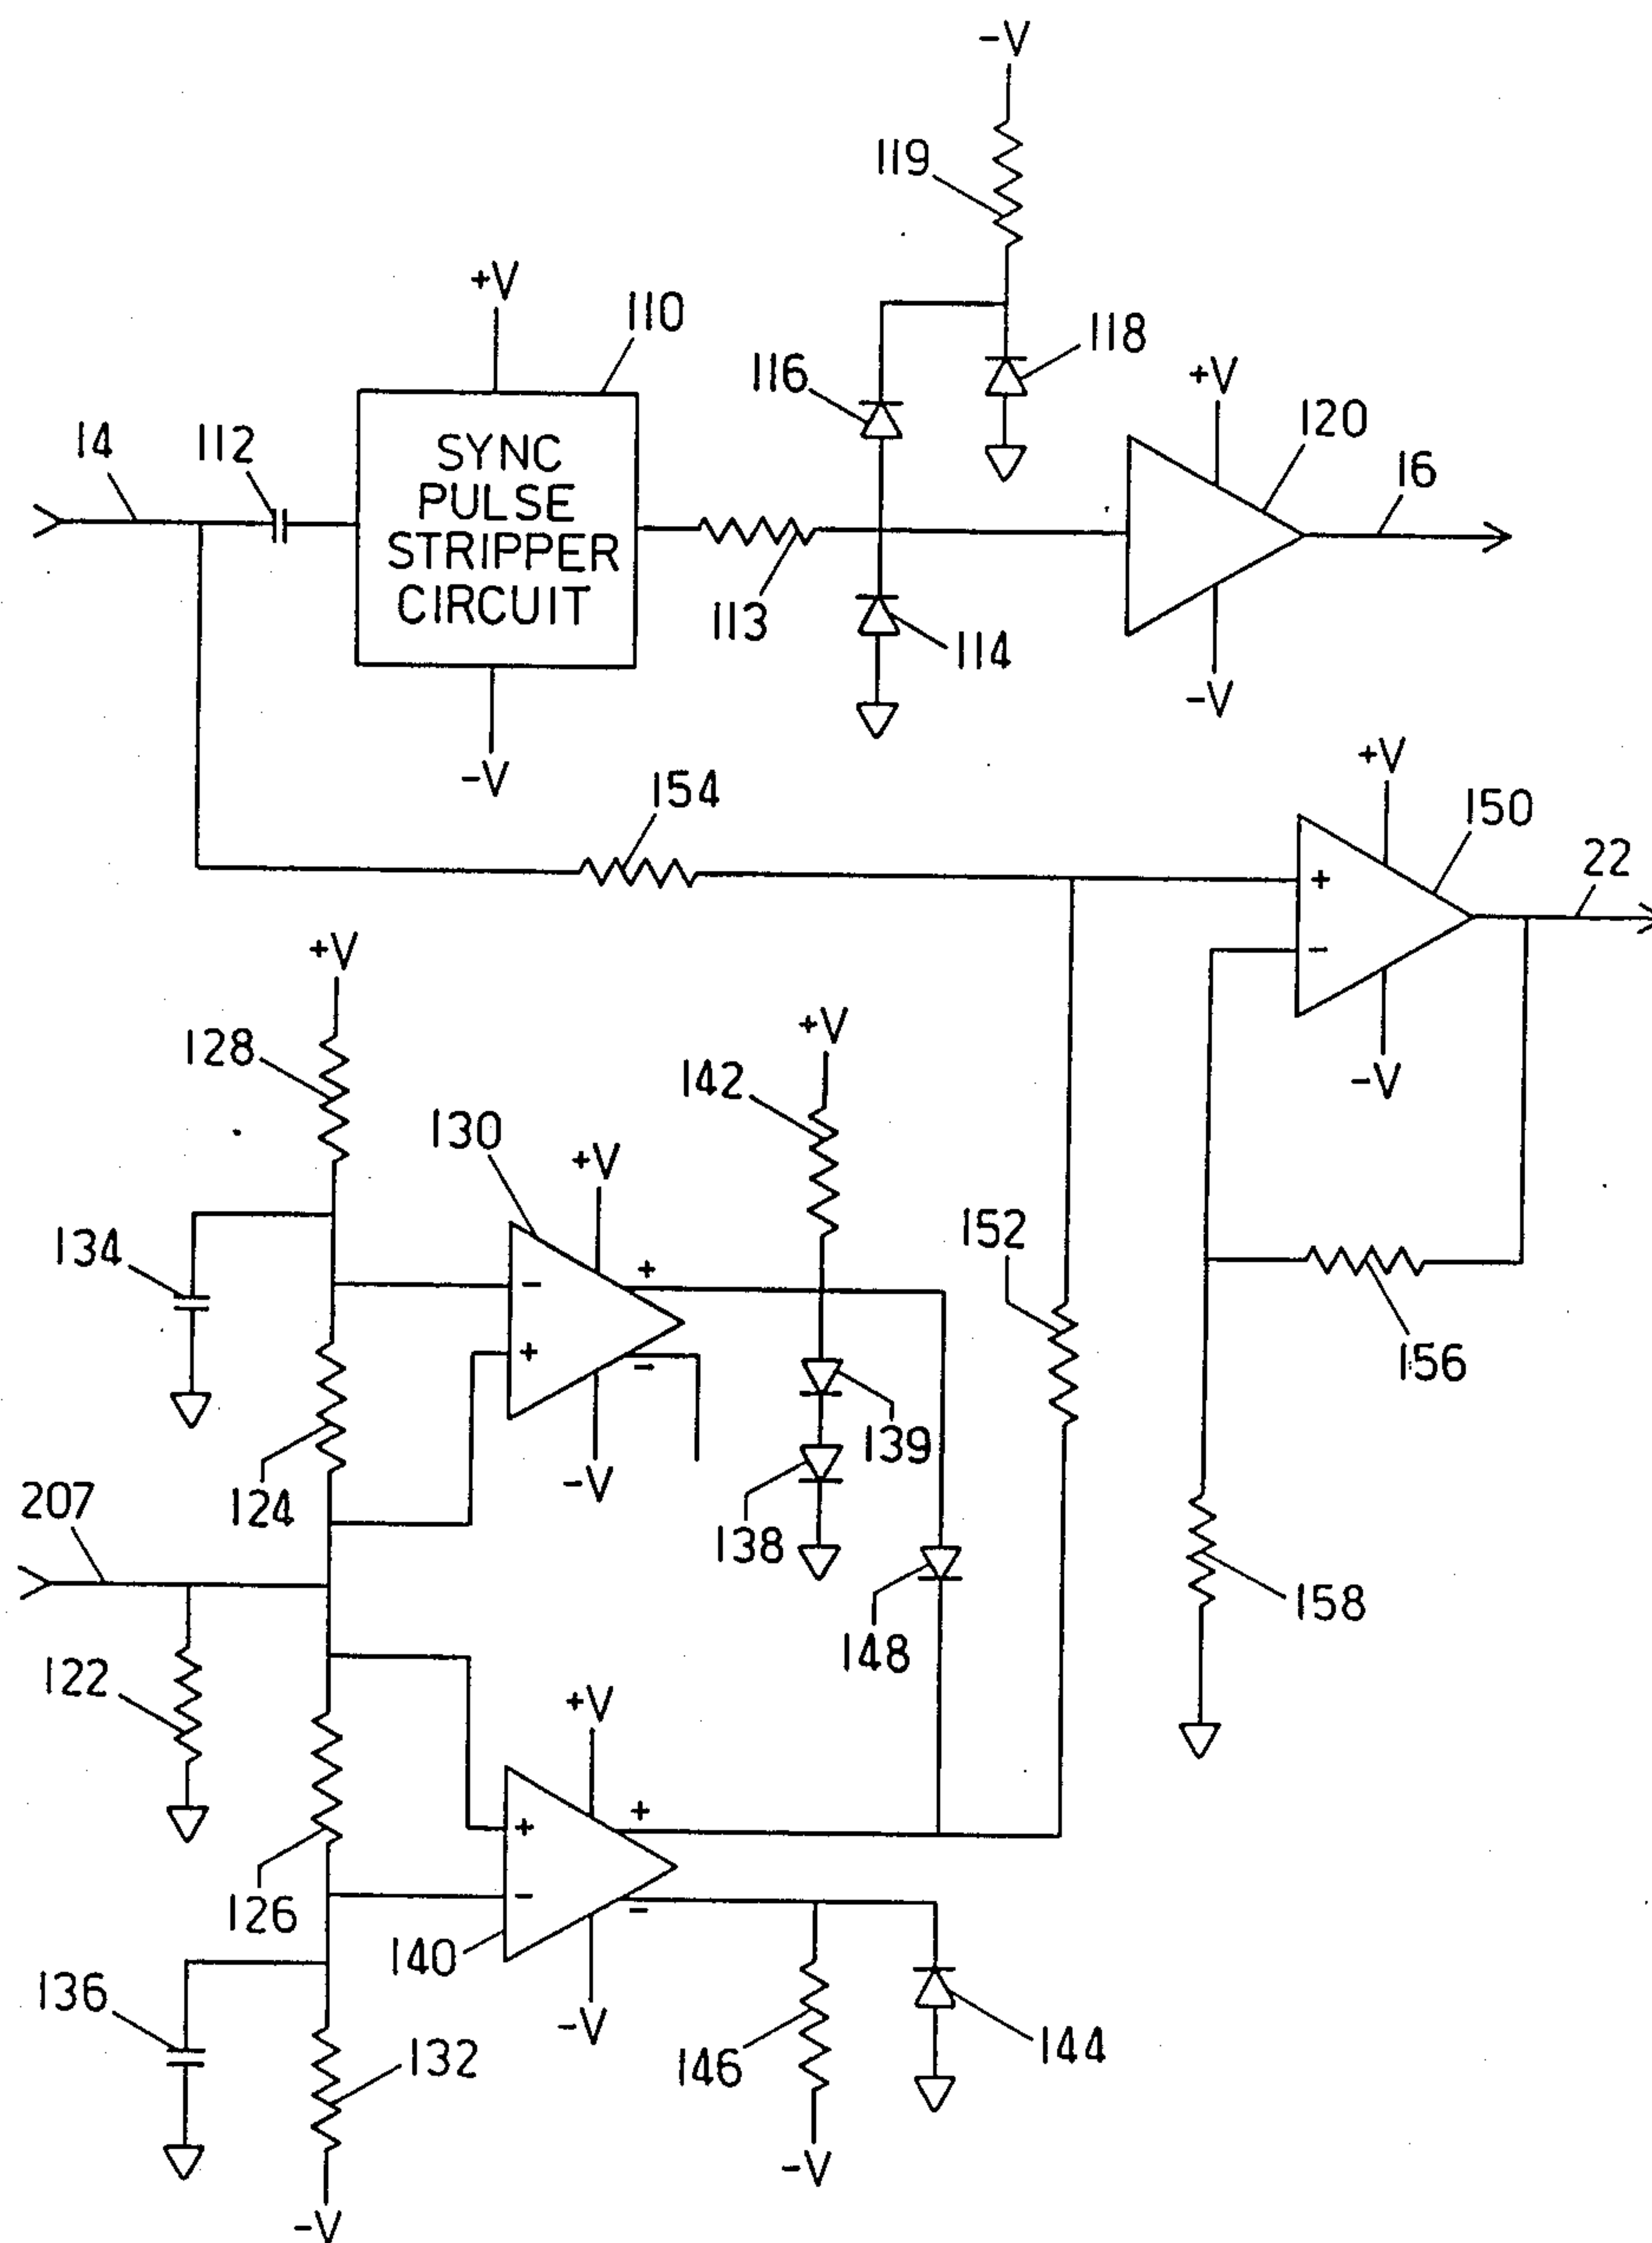 -V
119
+V
110
118
116
+V
120
14
112
16
SYNC
PULSE
STRIPPER
CIRCUIT
113
114
-V
-V
154
+V
150
22
+
-
-V
+V
128
+V
142
130
+V
134
+
-
152
+
-
156
139
-V
124
207
138
158
148
122
+V
+
+
126
-
-
140
136
-V
144
132
146
-V
-V